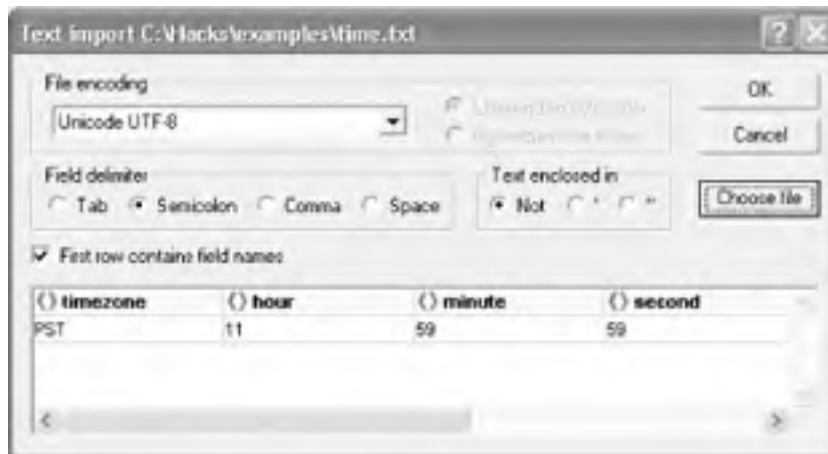 Text import C:\Hacks\examples\time.txt
File encoding
Unicode UTF-8
OK
Cancel
Field delimiter
Tab Semicolon Comma Space
Text enclosed in
Not ' "
Choose file
First row contains field names
() timezone () hour () minute () second
PST 11 59 59